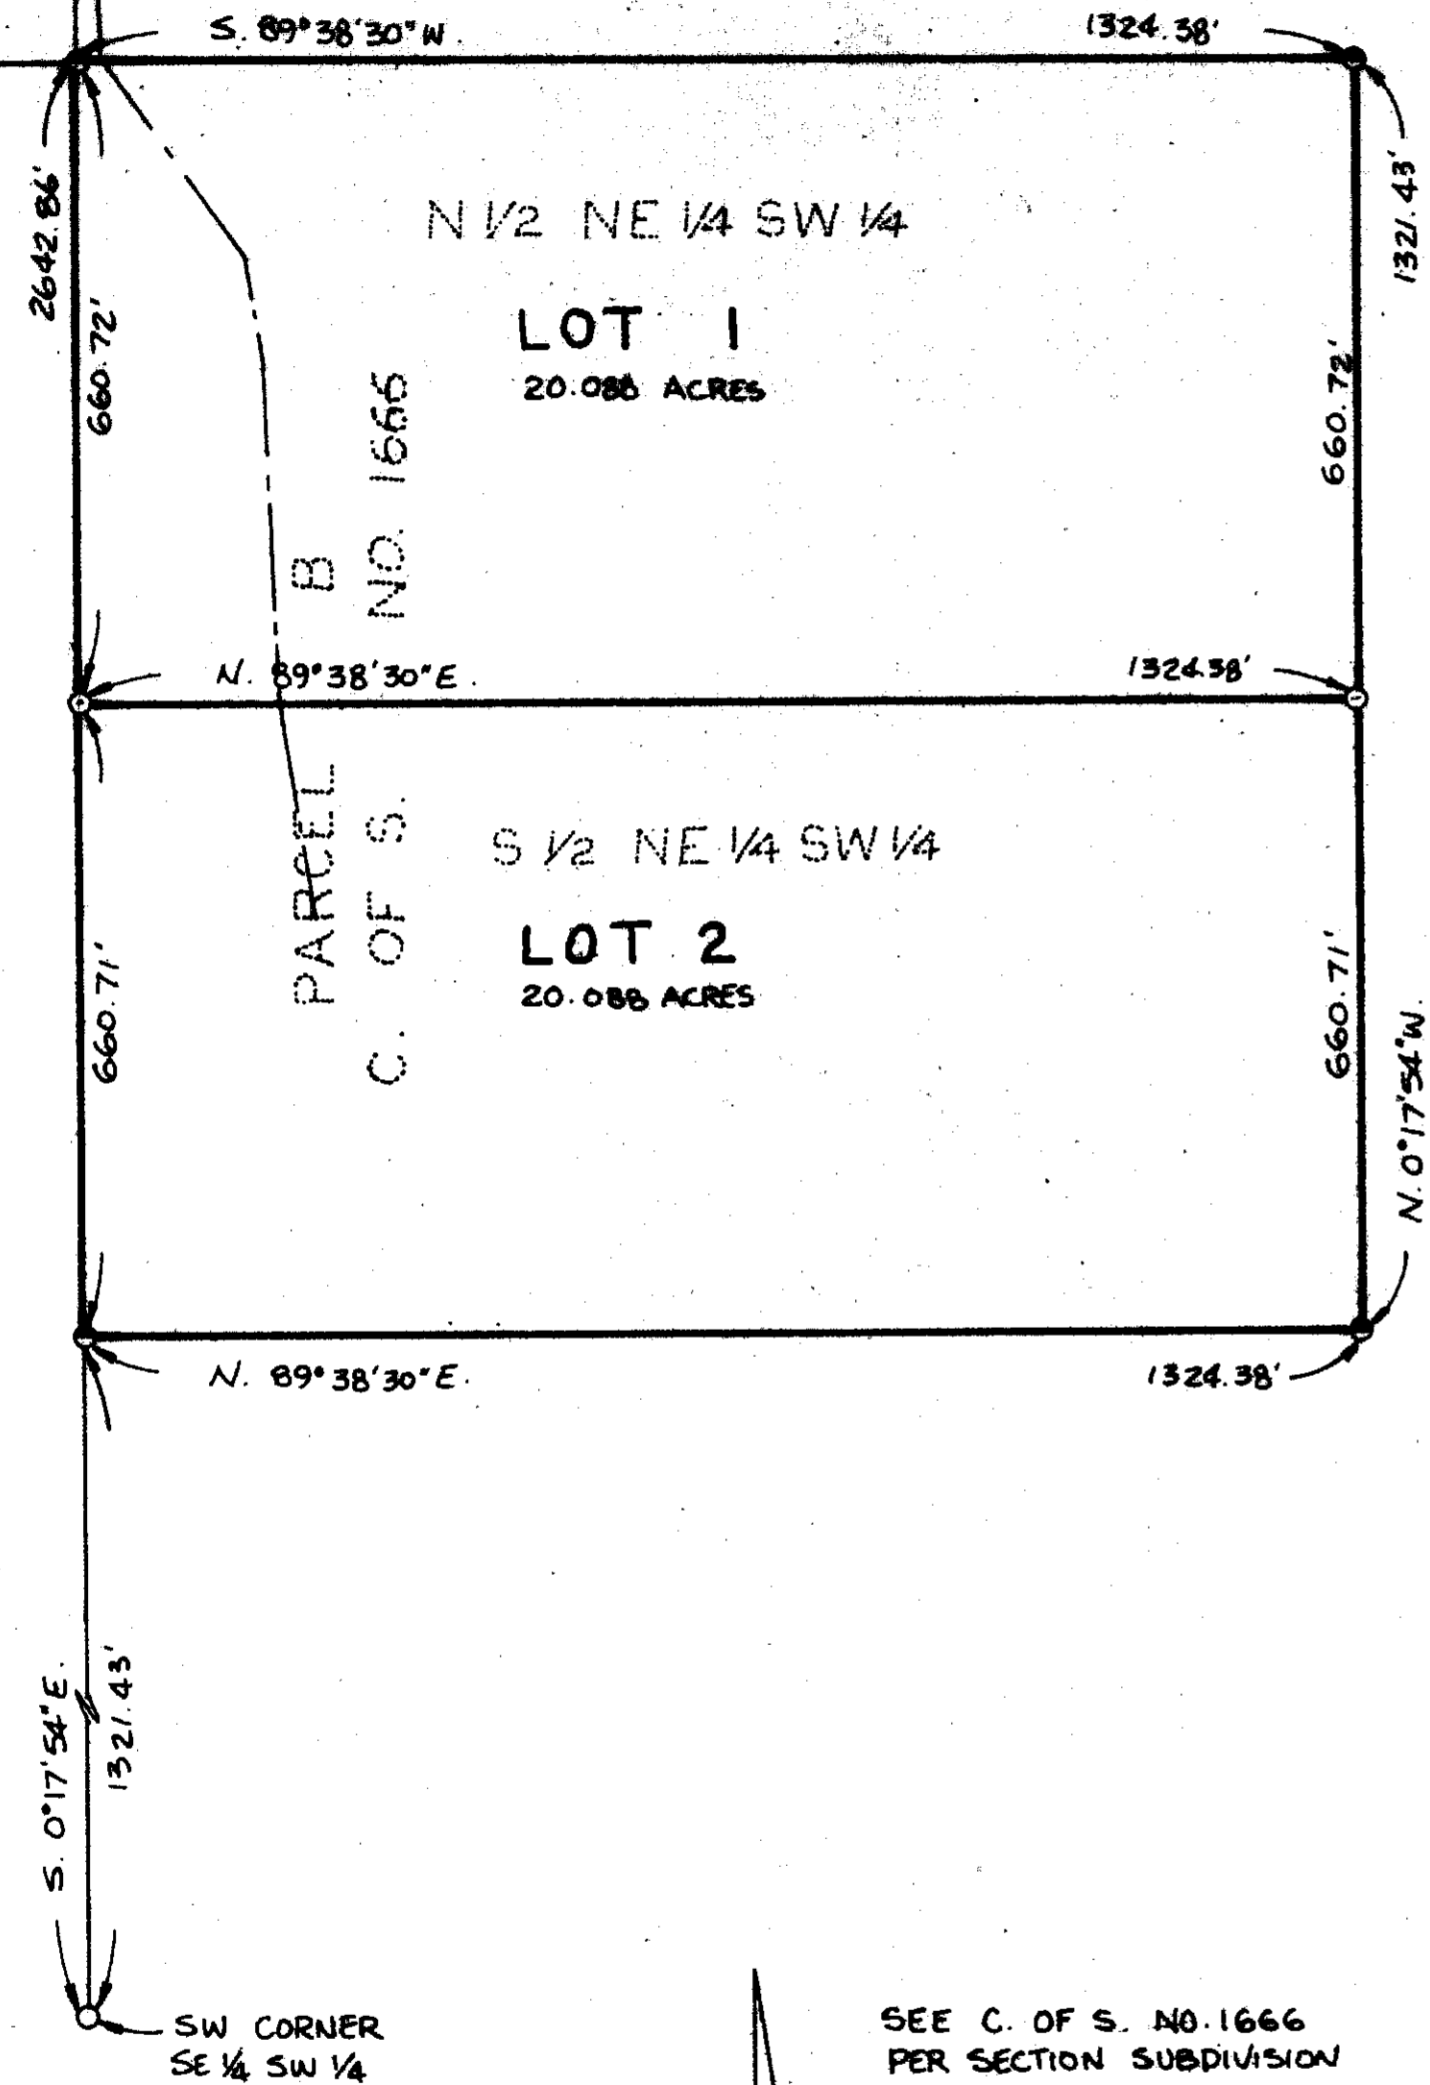 S. 89°38'30"W.
1324.38'
2642.86'
660.72'
1321.43'
N 1/2 NE 1/4 SW 1/4
LOT 1
20.088 ACRES
660.72'
PARCEL B
C. OF S. NO. 1666
N. 89°38'30"E.
1324.38'
S 1/2 NE 1/4 SW 1/4
LOT 2
20.088 ACRES
660.71'
660.71'
N. 0°17'54"W.
N. 89°38'30"E.
1324.38'
S. 0°17'54"E.
1321.43'
SW CORNER
SE 1/4 SW 1/4
SEE C. OF S. NO. 1666
PER SECTION SUBDIVISION